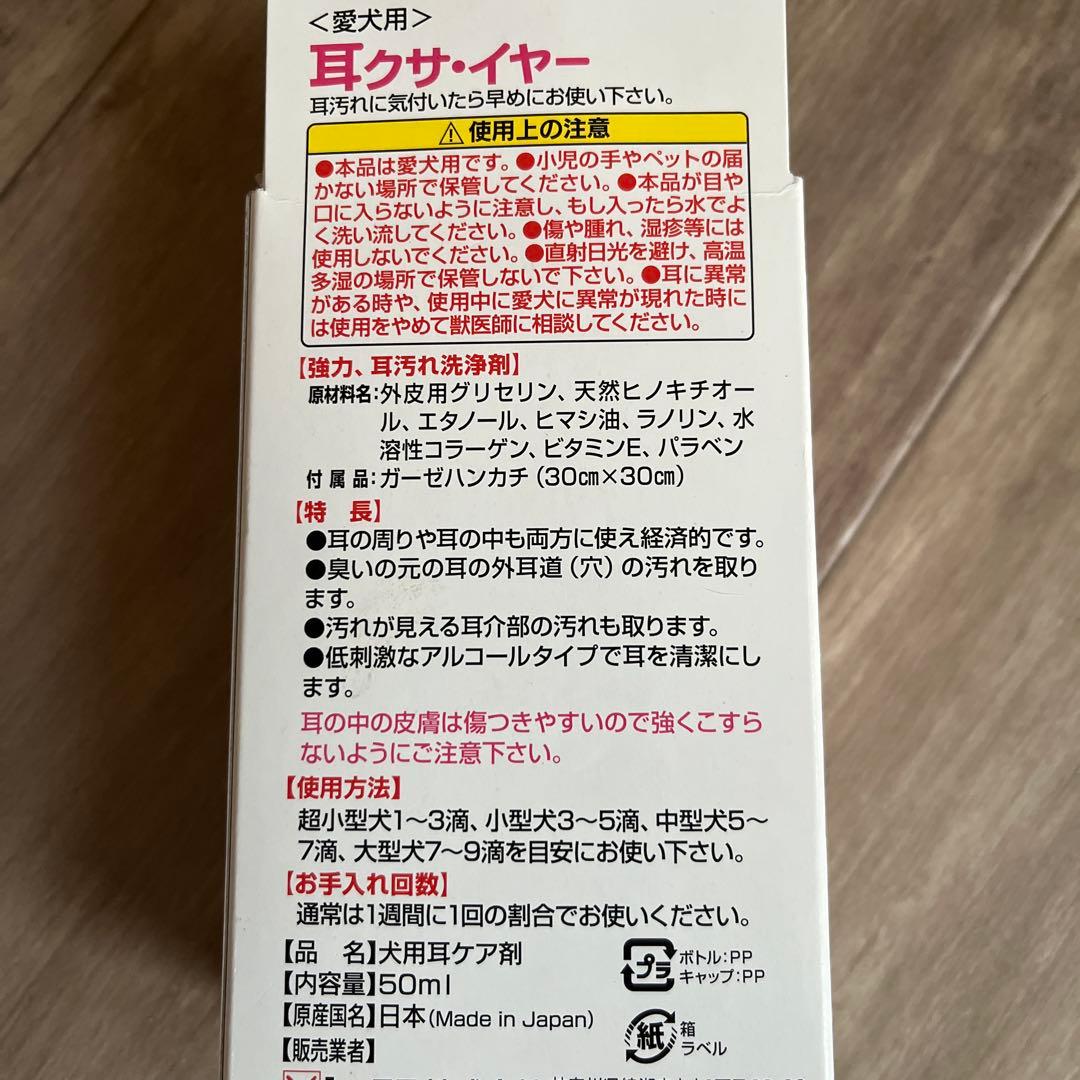 ＜愛犬用＞
耳クサ・イヤー
耳汚れに気付いたら早めにお使い下さい。
⚠使用上の注意
●本品は愛犬用です。●小児の手やペットの届
かない場所で保管してください。●本品が目や
口に入らないように注意し、もし入ったら水でよ
く洗い流してください。●傷や腫れ、湿疹等には
使用しないでください。●直射日光を避け、高温
多湿の場所で保管しないで下さい。●耳に異常
がある時や、使用中に愛犬に異常が現れた時に
は使用をやめて獣医師に相談してください。
【強力、耳汚れ洗浄剤】
原材料名:外皮用グリセリン、天然ヒノキチオー
ル、エタノール、ヒマシ油、ラノリン、水
溶性コラーゲン、ビタミンE、パラベン
付属品:ガーゼハンカチ（30㎝×30㎝）
【特　長】
●耳の周りや耳の中も両方に使え経済的です。
●臭いの元の耳の外耳道（穴）の汚れを取り
ます。
●汚れが見える耳介部の汚れも取ります。
●低刺激なアルコールタイプで耳を清潔にし
ます。
耳の中の皮膚は傷つきやすいので強くこすら
ないようにご注意下さい。
【使用方法】
超小型犬1〜3滴、小型犬3〜5滴、中型犬5〜
7滴、大型犬7〜9滴を目安にお使い下さい。
【お手入れ回数】
通常は1週間に1回の割合でお使いください。
【品　名】犬用耳ケア剤
【内容量】50ml
【原産国名】日本(Made in Japan)
【販売業者】
プラ
ボトル:PP
キャップ:PP
紙
箱
ラベル